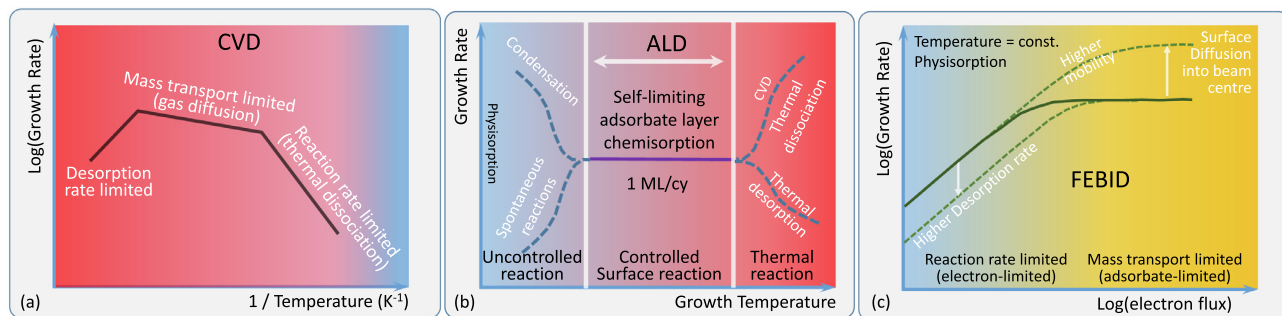 CVD
Log(Growth Rate)
Mass transport limited
(gas diffusion)
Desorption
rate limited
Reaction rate limited
(thermal dissociation)
(a)
1 / Temperature (K-1)
ALD
Growth Rate
Physisorption
Condensation
Spontaneous
reactions
Self-limiting
adsorbate layer
chemisorption
1 ML/cy
CVD
Thermal
dissociation
Thermal
desorption
Uncontrolled
reaction
Controlled
Surface reaction
Thermal
reaction
(b)
Growth Temperature
Log(Growth Rate)
Temperature = const.
Physisorption
Higher
mobility
Surface
Diffusion
into beam
centre
Higher Desorption rate
FEBID
Reaction rate limited
(electron-limited)
Mass transport limited
(adsorbate-limited)
(c)
Log(electron flux)